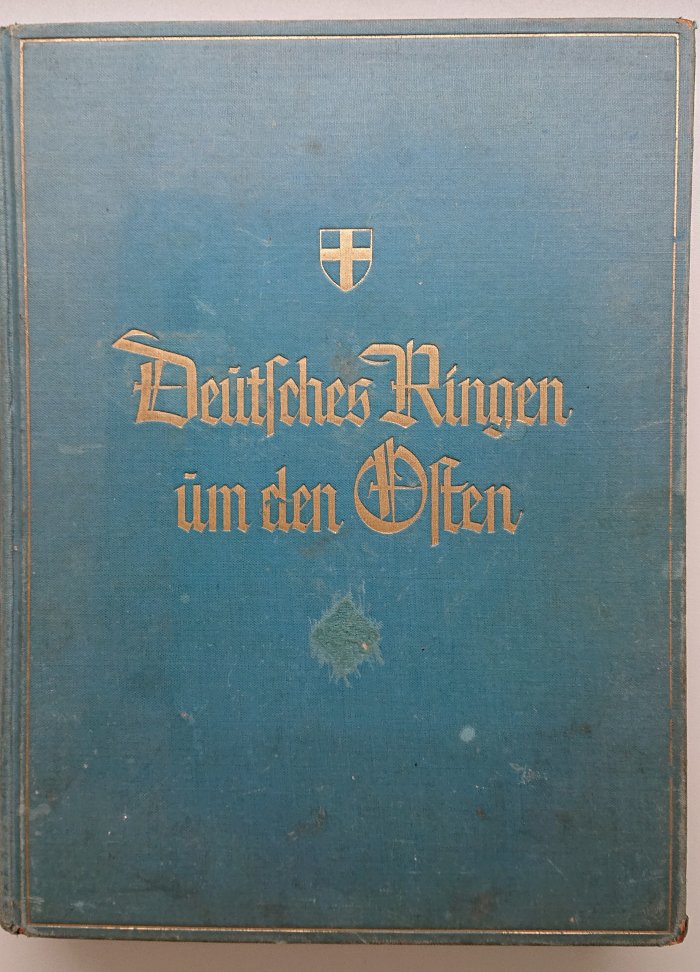 Deutſches Ringen
um den Oſten